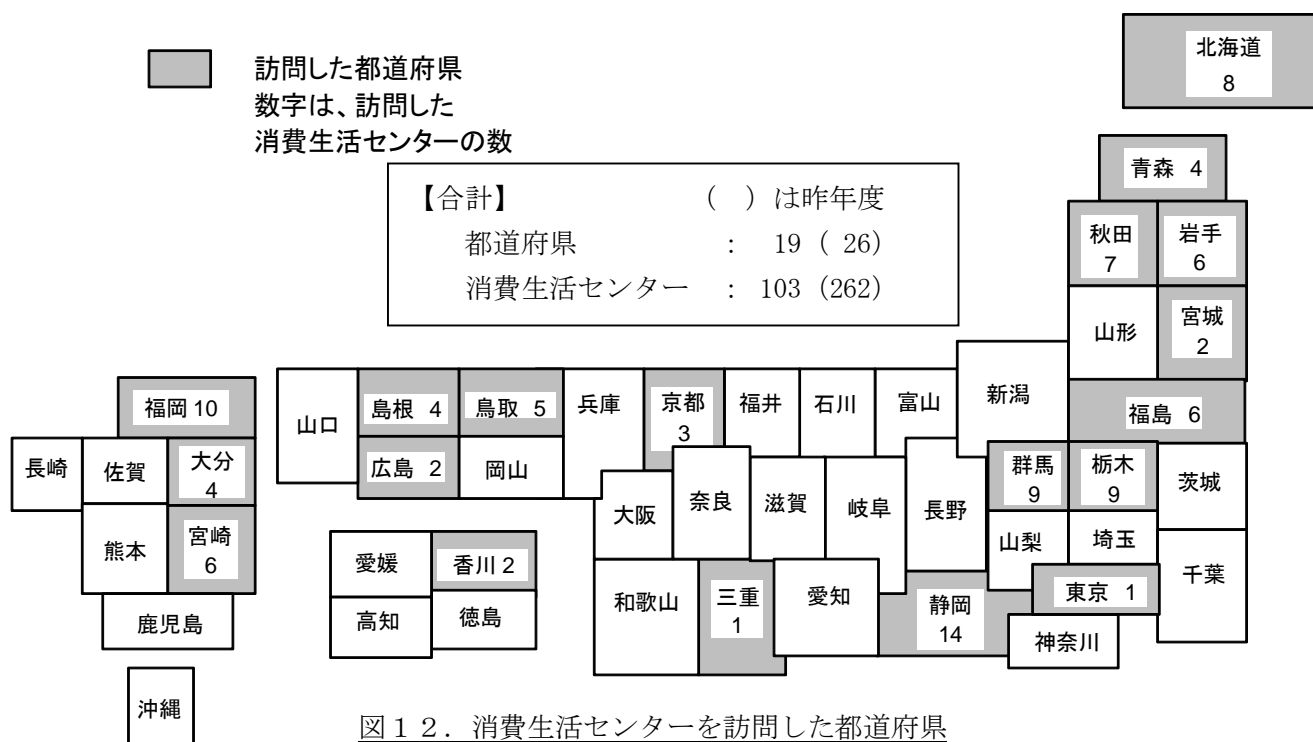 訪問した都道府県
数字は、訪問した
消費生活センターの数
【合計】 ( )は昨年度
都道府県 : 19 ( 26)
消費生活センター : 103 (262)
北海道
8
青森 4
秋田
7
岩手
6
山形
宮城
2
新潟
福島 6
群馬
9
栃木
9
茨城
山梨
埼玉
千葉
東京 1
神奈川
山口
島根 4
鳥取 5
兵庫
京都
3
福井
石川
富山
広島 2
岡山
大阪
奈良
滋賀
岐阜
長野
和歌山
三重
1
愛知
静岡
14
愛媛
香川 2
高知
徳島
福岡 10
長崎
佐賀
大分
4
熊本
宮崎
6
鹿児島
沖縄
図12．消費生活センターを訪問した都道府県